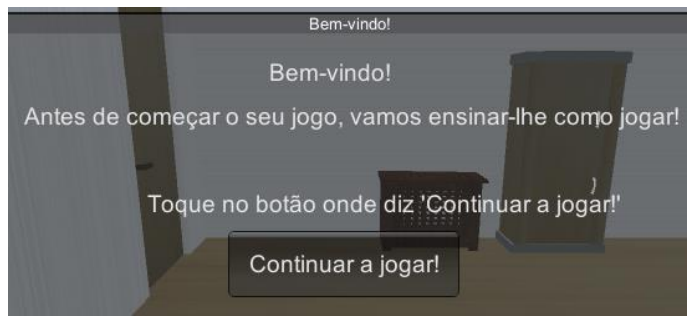 Bem-vindo!
Bem-vindo!
Antes de começar o seu jogo, vamos ensinar-lhe como jogar!
Toque no botão onde diz 'Continuar a jogar!'
Continuar a jogar!